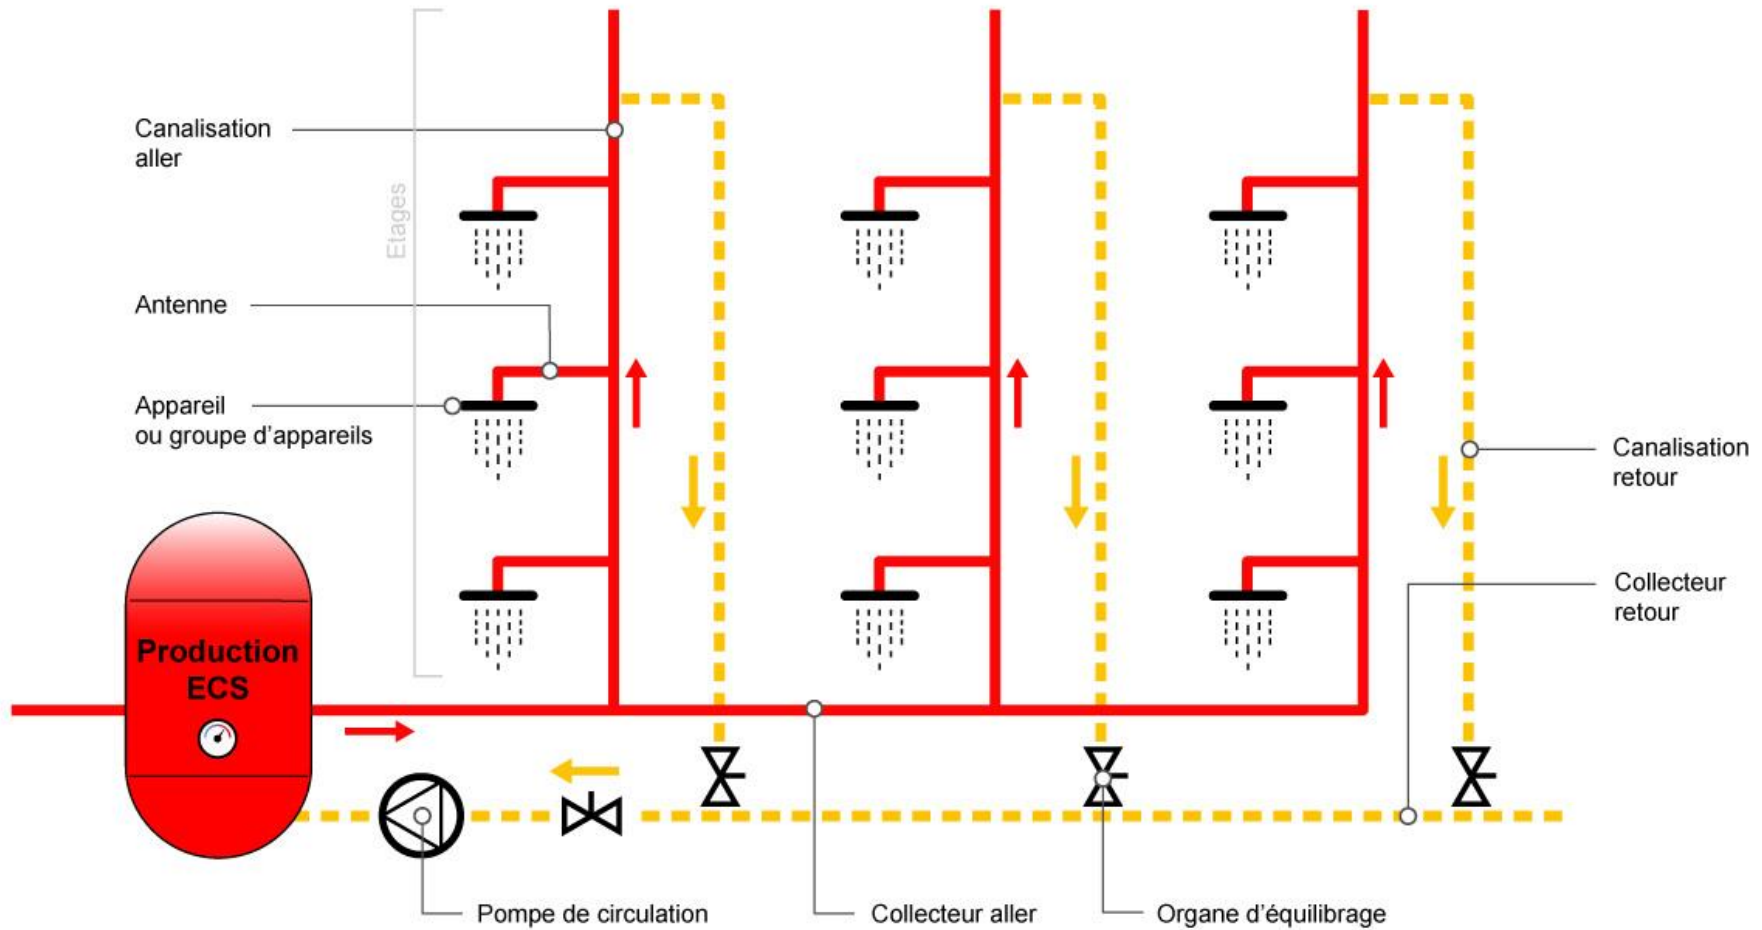 Canalisation
aller
Etages
Antenne
Appareil
ou groupe d'appareils
Canalisation
retour
Collecteur
retour
Production
ECS
Pompe de circulation
Collecteur aller
Organe d'équilibrage